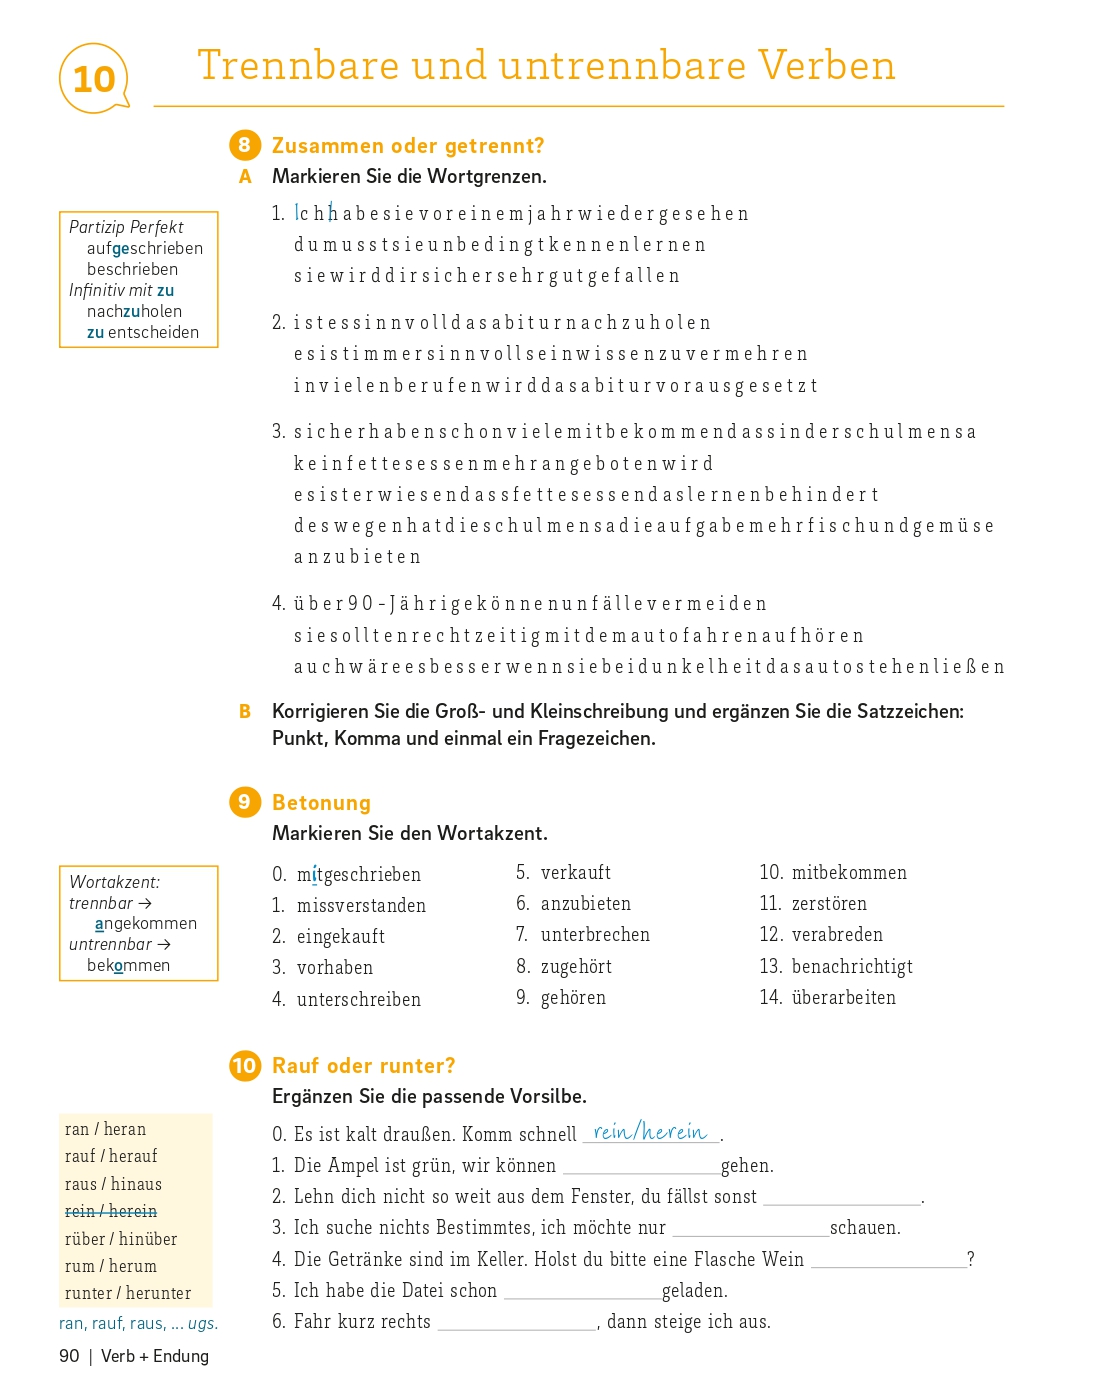 10
Trennbare und untrennbare Verben
8 Zusammen oder getrennt?
A Markieren Sie die Wortgrenzen.
Partizip Perfekt
aufgeschrieben
beschrieben
Infinitiv mit zu
nachzuholen
zu entscheiden
1. Ichhabesievoreinemjahrwiedergesehen
dumusstsieunbedingtkennenlernen
siewirddirsichersehrgutgefallen
2. istessinnvolldasabiturnachzuholen
esistimmersinnvollseinwissenzuvermehren
invielenberufenwirddasabiturvorausgesetzt
3. sicherhabenschonvielemitbekommendassinderschulmensa
keinfettesessenmehrangebotenwird
esisterwiesendassfettesessendaslernenbehindert
deswegenhatdieschulmensadieaufgabemehrfischundgemüse
anzubieten
4. über90-Jährigekönnenunfällevermeiden
siesolltenrechtzeitigmitdemautofahrenaufhören
auchwäreesbesserwennsiebeidunkelheitdasautostehenließen
B Korrigieren Sie die Groß- und Kleinschreibung und ergänzen Sie die Satzzeichen:
Punkt, Komma und einmal ein Fragezeichen.
9 Betonung
Markieren Sie den Wortakzent.
Wortakzent:
trennbar →
angekommen
untrennbar →
bekommen
0. mitgeschrieben
1. missverstanden
2. eingekauft
3. vorhaben
4. unterschreiben
5. verkauft
6. anzubieten
7. unterbrechen
8. zugehört
9. gehören
10. mitbekommen
11. zerstören
12. verabreden
13. benachrichtigt
14. überarbeiten
10 Rauf oder runter?
Ergänzen Sie die passende Vorsilbe.
ran / heran
rauf / herauf
raus / hinaus
rein / herein
rüber / hinüber
rum / herum
runter / herunter
ran, rauf, raus, ... ugs.
0. Es ist kalt draußen. Komm schnell rein/herein.
1. Die Ampel ist grün, wir können ____gehen.
2. Lehn dich nicht so weit aus dem Fenster, du fällst sonst ____.
3. Ich suche nichts Bestimmtes, ich möchte nur ____schauen.
4. Die Getränke sind im Keller. Holst du bitte eine Flasche Wein ____?
5. Ich habe die Datei schon ____geladen.
6. Fahr kurz rechts ____, dann steige ich aus.
90 | Verb + Endung